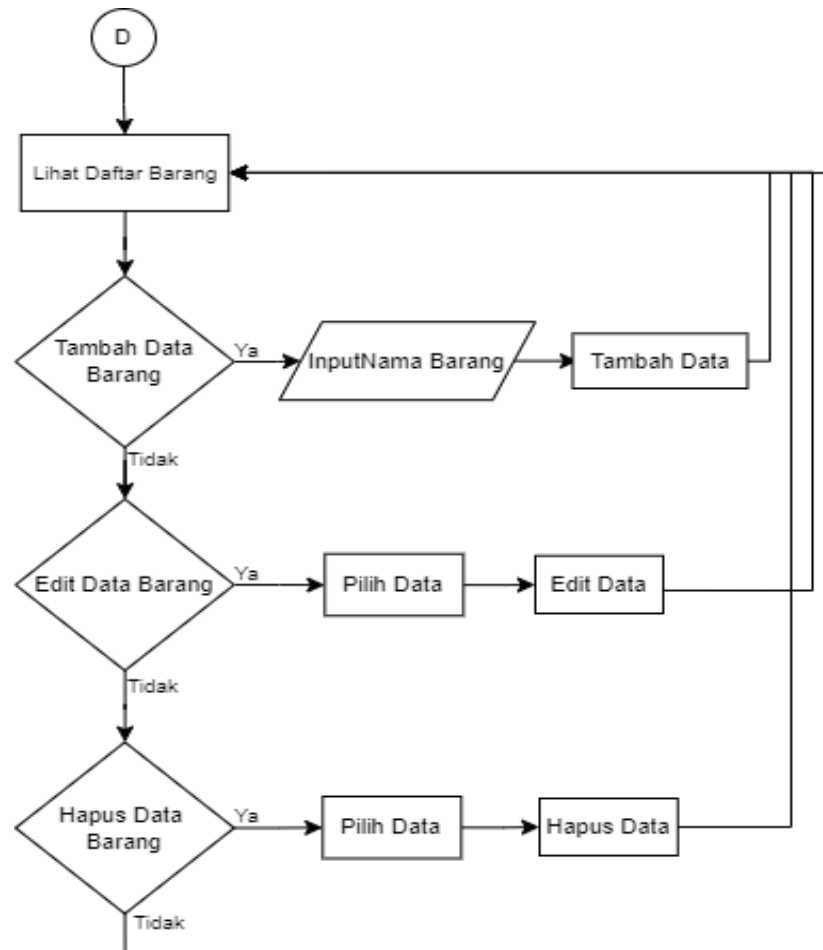 D
Lihat Daftar Barang
Tambah Data
Barang
Ya
InputNama Barang
Tambah Data
Tidak
Edit Data Barang
Ya
Pilih Data
Edit Data
Tidak
Hapus Data
Barang
Ya
Pilih Data
Hapus Data
Tidak